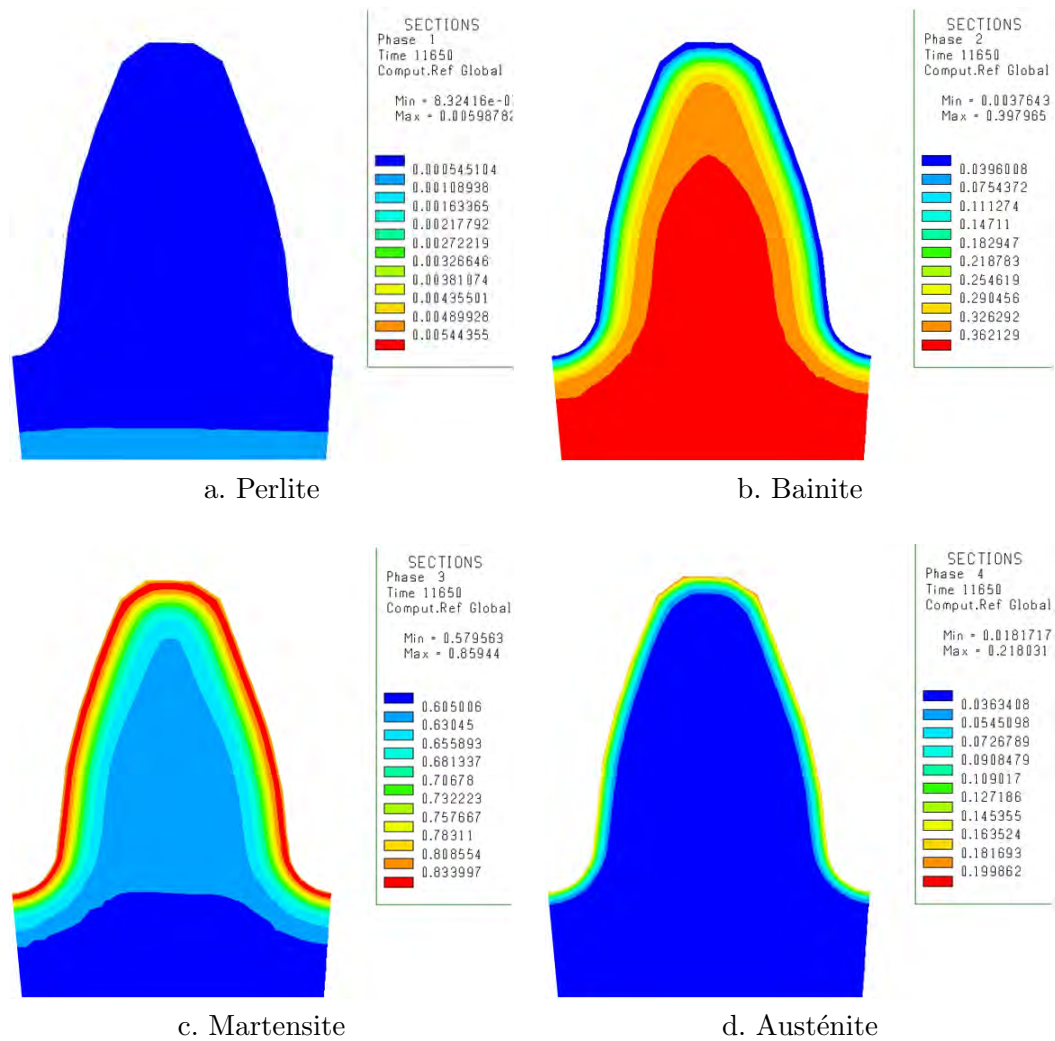 SECTIONS
Phase 1
Time 11650
Comput.Ref Global
Min = 8.32416e-0
Max = 0.00598782
0.000545104
0.00108938
0.00163365
0.00217792
0.00272219
0.00326646
0.00381074
0.00435501
0.00489928
0.00544355
a. Perlite
SECTIONS
Phase 2
Time 11650
Comput.Ref Global
Min = 0.0037643
Max = 0.397965
0.0396008
0.0754372
0.111274
0.14711
0.182947
0.218783
0.254619
0.290456
0.326292
0.362129
b. Bainite
SECTIONS
Phase 3
Time 11650
Comput.Ref Global
Min = 0.579563
Max = 0.85944
0.605006
0.63045
0.655893
0.681337
0.70678
0.732223
0.757667
0.78311
0.808554
0.833997
c. Martensite
SECTIONS
Phase 4
Time 11650
Comput.Ref Global
Min = 0.0181717
Max = 0.218031
0.0363408
0.0545098
0.0726789
0.0908479
0.109017
0.127186
0.145355
0.163524
0.181693
0.199862
d. Austénite